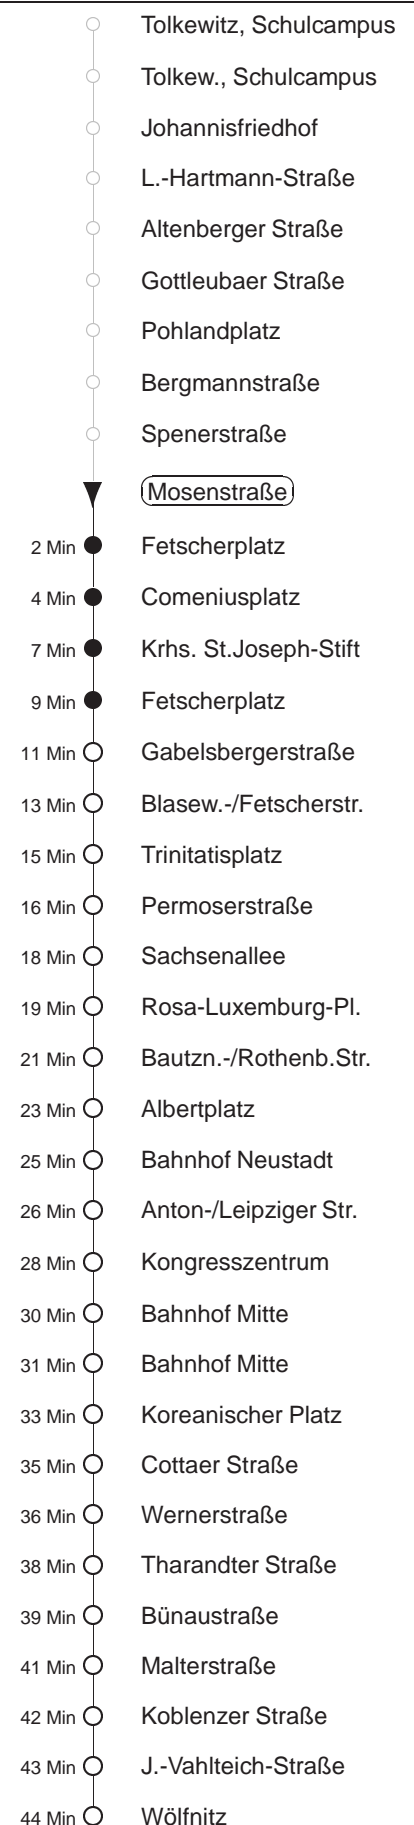 Tolkewitz, Schulcampus
Tolkew., Schulcampus
Johannisfriedhof
L.-Hartmann-Straße
Altenberger Straße
Gottleubaer Straße
Pohlandplatz
Bergmannstraße
Spenerstraße
Mosenstraße
2 Min Fetscherplatz
4 Min Comeniusplatz
7 Min Krhs. St.Joseph-Stift
9 Min Fetscherplatz
11 Min Gabelsbergerstraße
13 Min Blasew.-/Fetscherstr.
15 Min Trinitatisplatz
16 Min Permoserstraße
18 Min Sachsenallee
19 Min Rosa-Luxemburg-Pl.
21 Min Bautzn.-/Rothenb.Str.
23 Min Albertplatz
25 Min Bahnhof Neustadt
26 Min Anton-/Leipziger Str.
28 Min Kongresszentrum
30 Min Bahnhof Mitte
31 Min Bahnhof Mitte
33 Min Koreanischer Platz
35 Min Cottaer Straße
36 Min Wernerstraße
38 Min Tharandter Straße
39 Min Bünaustraße
41 Min Malterstraße
42 Min Koblenzer Straße
43 Min J.-Vahlteich-Straße
44 Min Wölfnitz